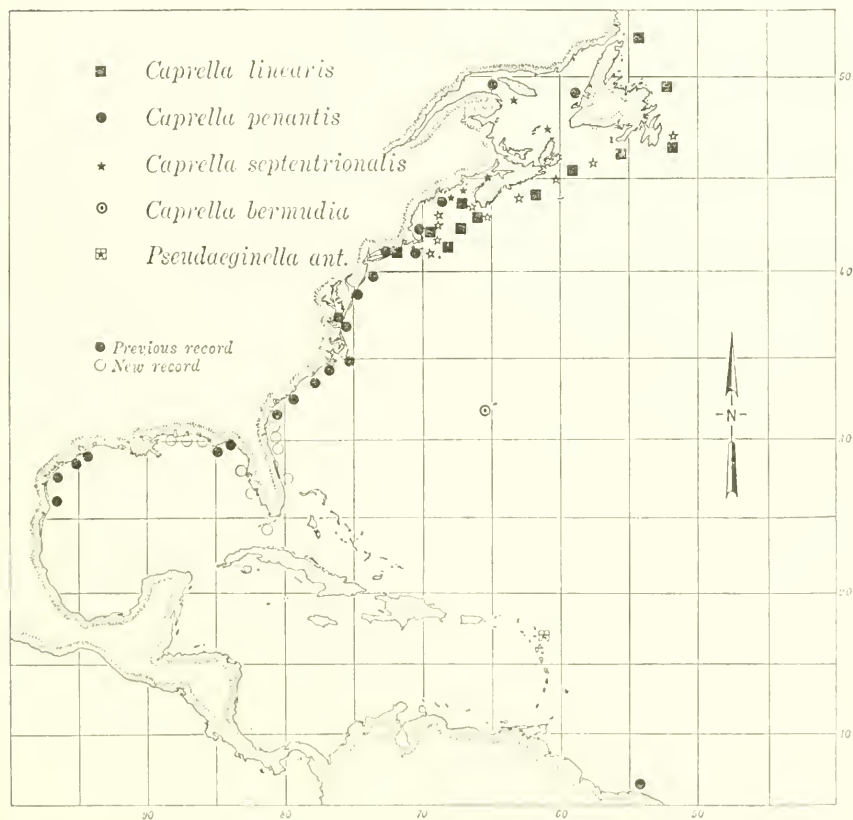 Caprella linearis
Caprella penantis
Caprella septentrionalis
Caprella bermudia
Pseudaeginella ant.
Previous record
New record
N
50
40
30
20
10
90
80
70
60
50